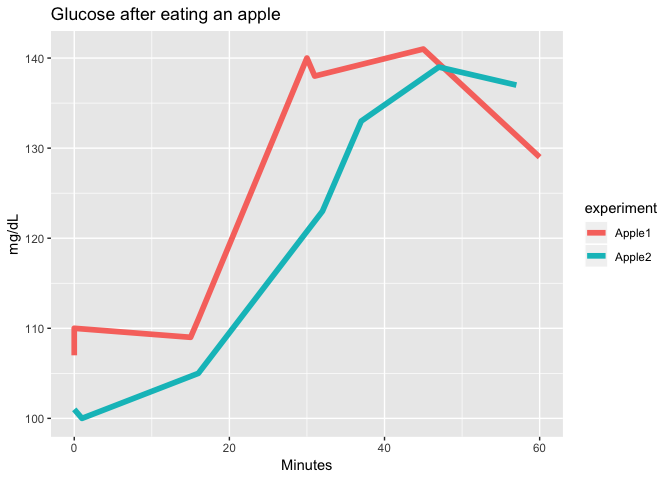 Glucose after eating an apple
140
130
120
110
100
mg/dL
0 20 40 60
Minutes
experiment
Apple1
Apple2